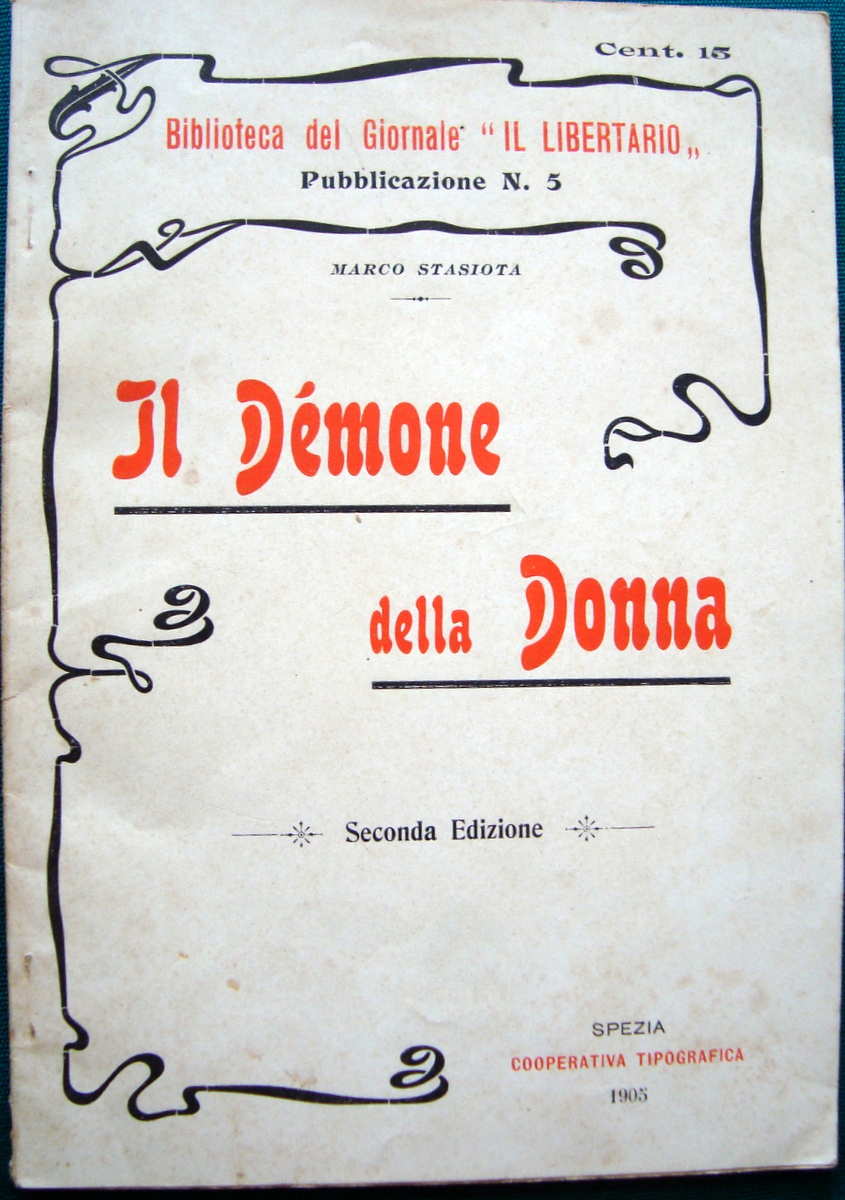 Cent. 15
Biblioteca del Giornale “ IL LIBERTARIO „
Pubblicazione N. 5
MARCO STASIOTA
Il Démone
della Donna
Seconda Edizione
SPEZIA
COOPERATIVA TIPOGRAFICA
1905